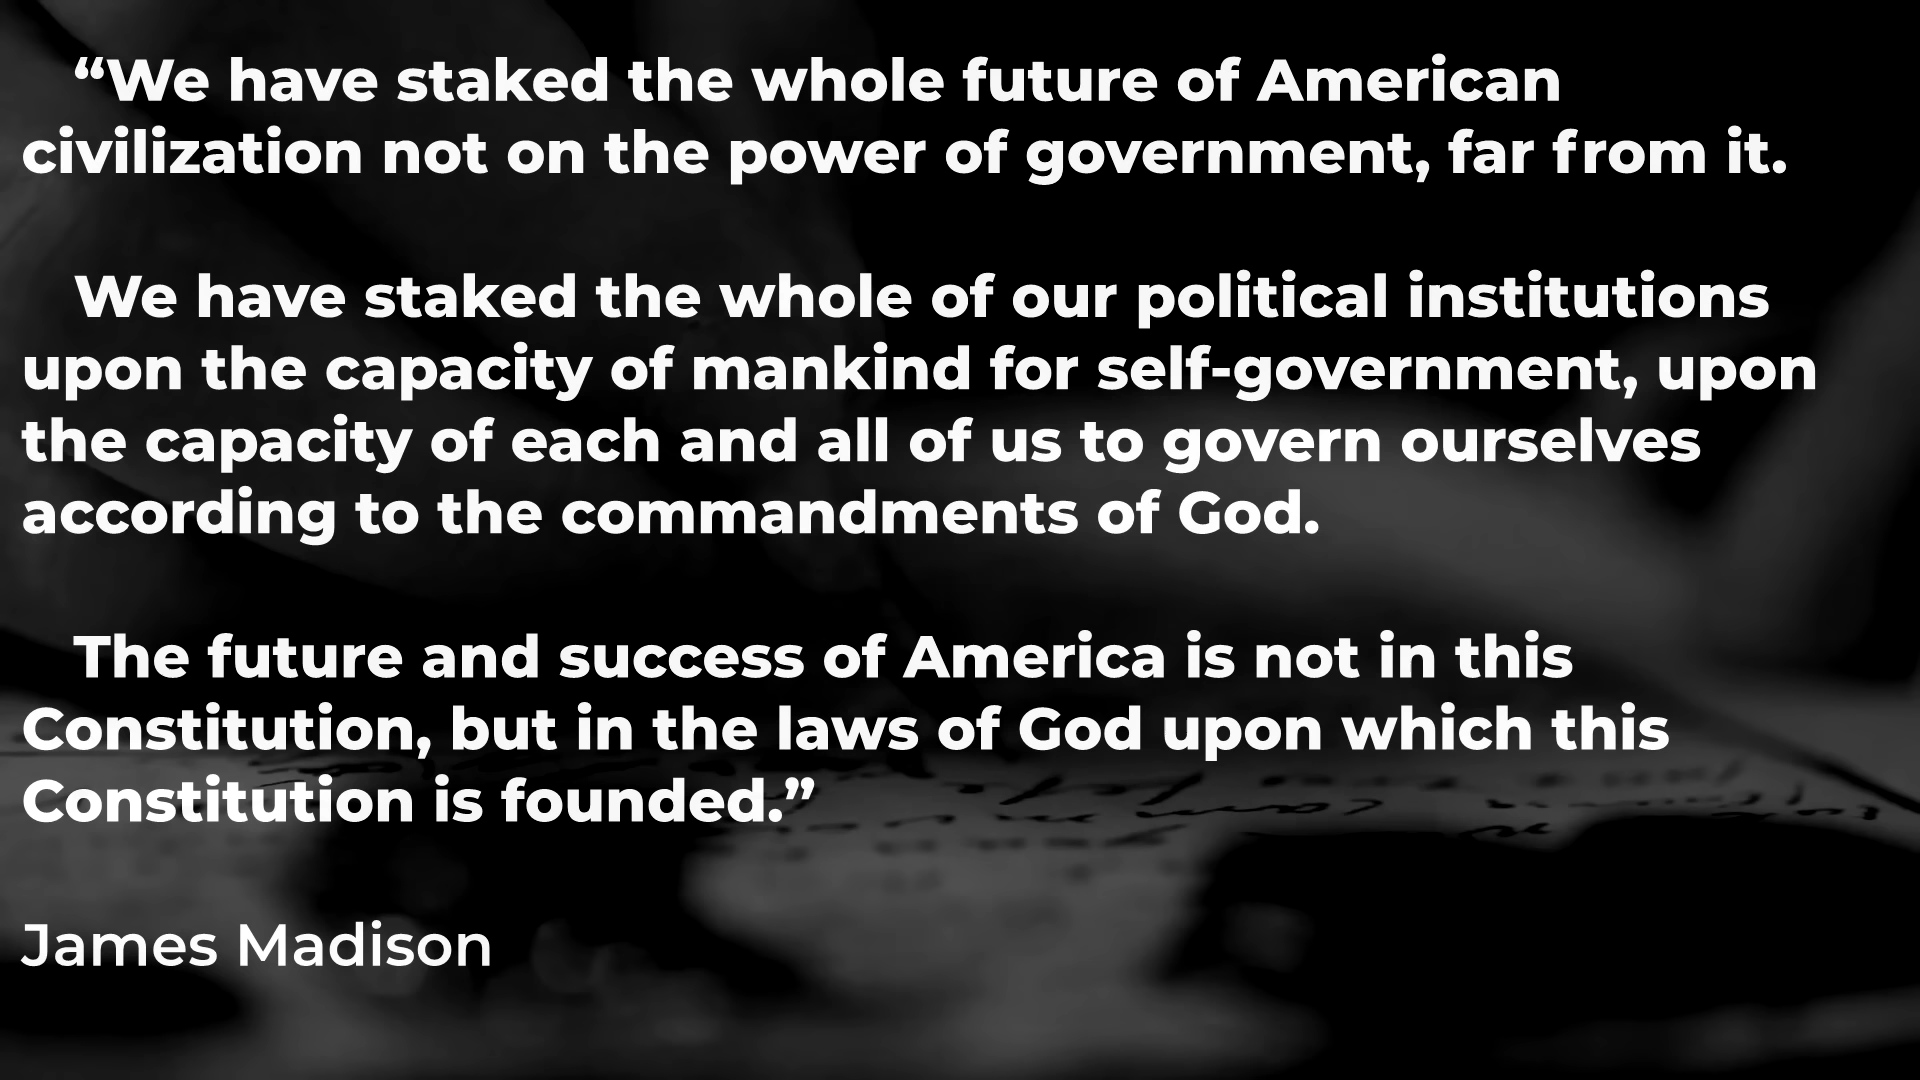 “We have staked the whole future of American
civilization not on the power of government, far from it.
We have staked the whole of our political institutions
upon the capacity of mankind for self-government, upon
the capacity of each and all of us to govern ourselves
according to the commandments of God.
The future and success of America is not in this
Constitution, but in the laws of God upon which this
Constitution is founded.”
James Madison